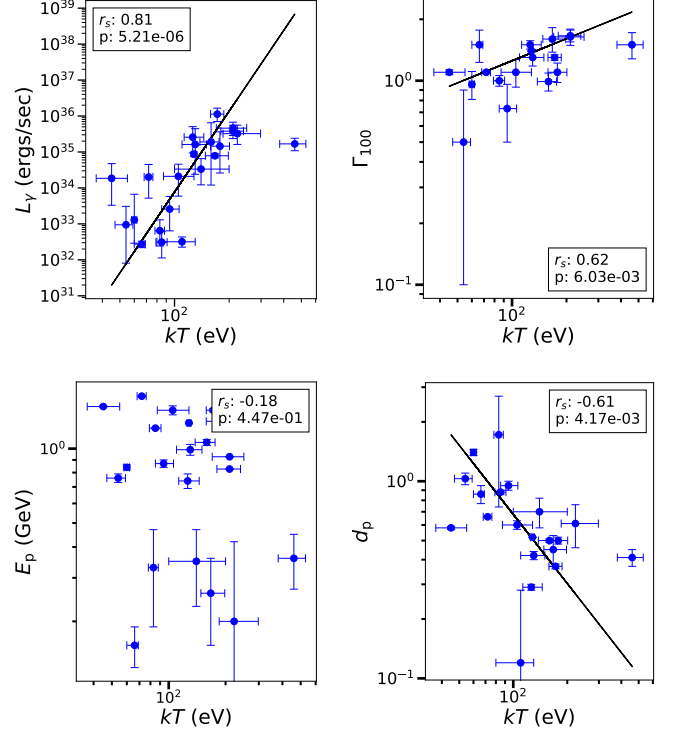 10^39
10^38
10^37
10^36
10^35
10^34
10^33
10^32
10^31
L_γ (ergs/sec)
r_s: 0.81
p: 5.21e-06
10^2
kT (eV)
10^0
10^−1
Γ_100
r_s: 0.62
p: 6.03e-03
10^2
kT (eV)
10^0
E_p (GeV)
r_s: -0.18
p: 4.47e-01
10^2
kT (eV)
10^0
10^−1
d_p
r_s: -0.61
p: 4.17e-03
10^2
kT (eV)